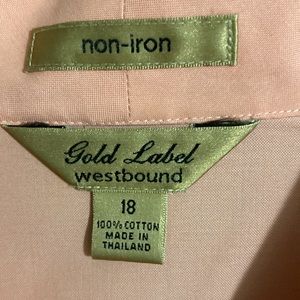 non-iron
Gold Label
westbound
18
100% COTTON
MADE IN
THAILAND